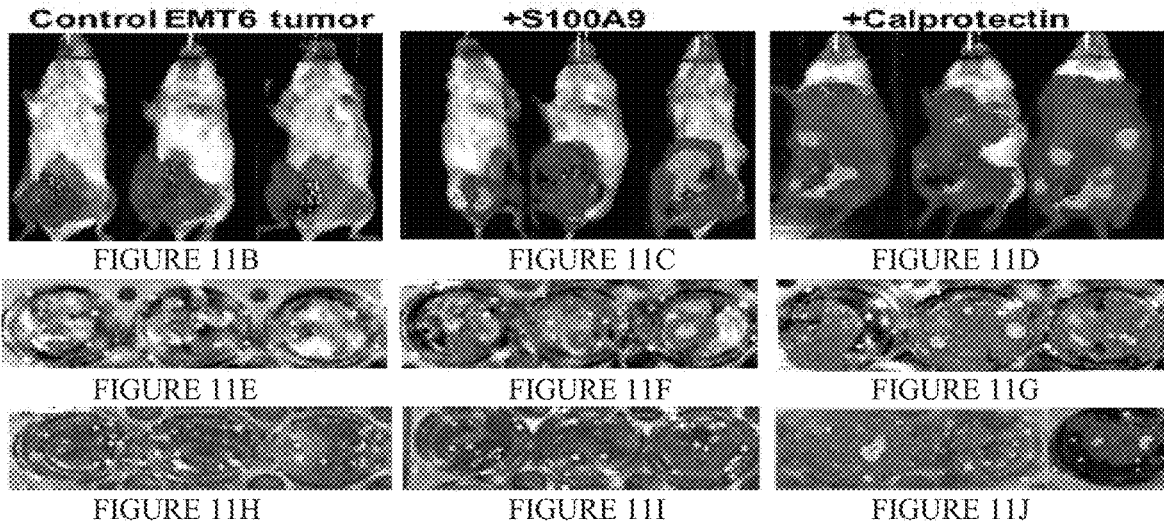 Control EMT6 tumor +S100A9 +Calprotectin
FIGURE 11B FIGURE 11C FIGURE 11D
FIGURE 11E FIGURE 11F FIGURE 11G
FIGURE 11H FIGURE 11I FIGURE 11J